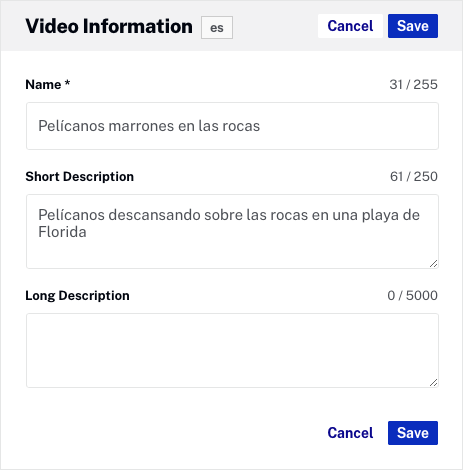 Video Information es Cancel Save
Name * 31 / 255
Pelícanos marrones en las rocas
Short Description 61 / 250
Pelícanos descansando sobre las rocas en una playa de
Florida
Long Description 0 / 5000
Cancel Save